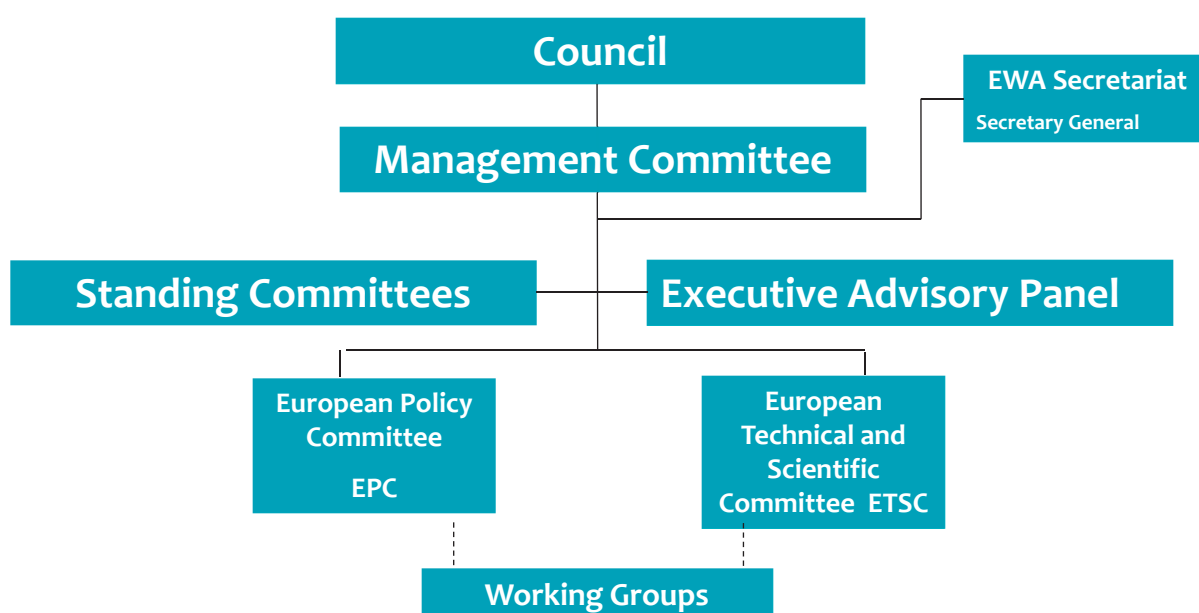 Council
EWA Secretariat
Secretary General
Management Committee
Standing Committees
Executive Advisory Panel
European Policy
Committee
EPC
European
Technical and
Scientific
Committee ETSC
Working Groups